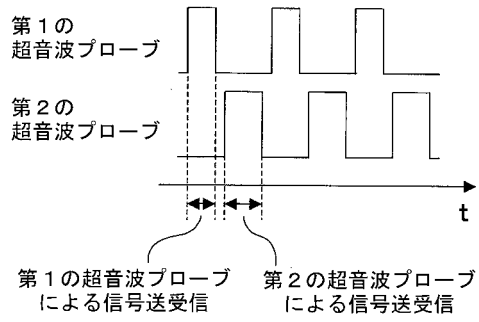 第1の
超音波プローブ
第2の
超音波プローブ
t
第1の超音波プローブ
による信号送受信
第2の超音波プローブ
による信号送受信